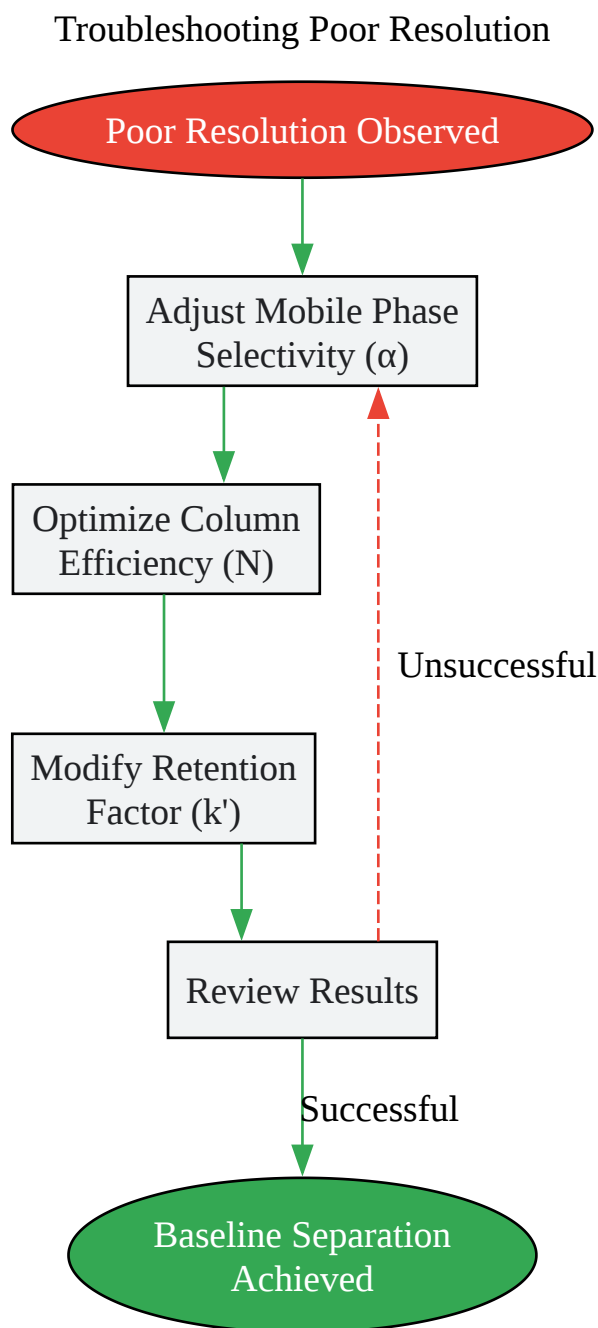 Troubleshooting Poor Resolution
Poor Resolution Observed
Adjust Mobile Phase
Selectivity (α)
Optimize Column
Efficiency (N)
Unsuccessful
Modify Retention
Factor (k')
Review Results
Successful
Baseline Separation
Achieved